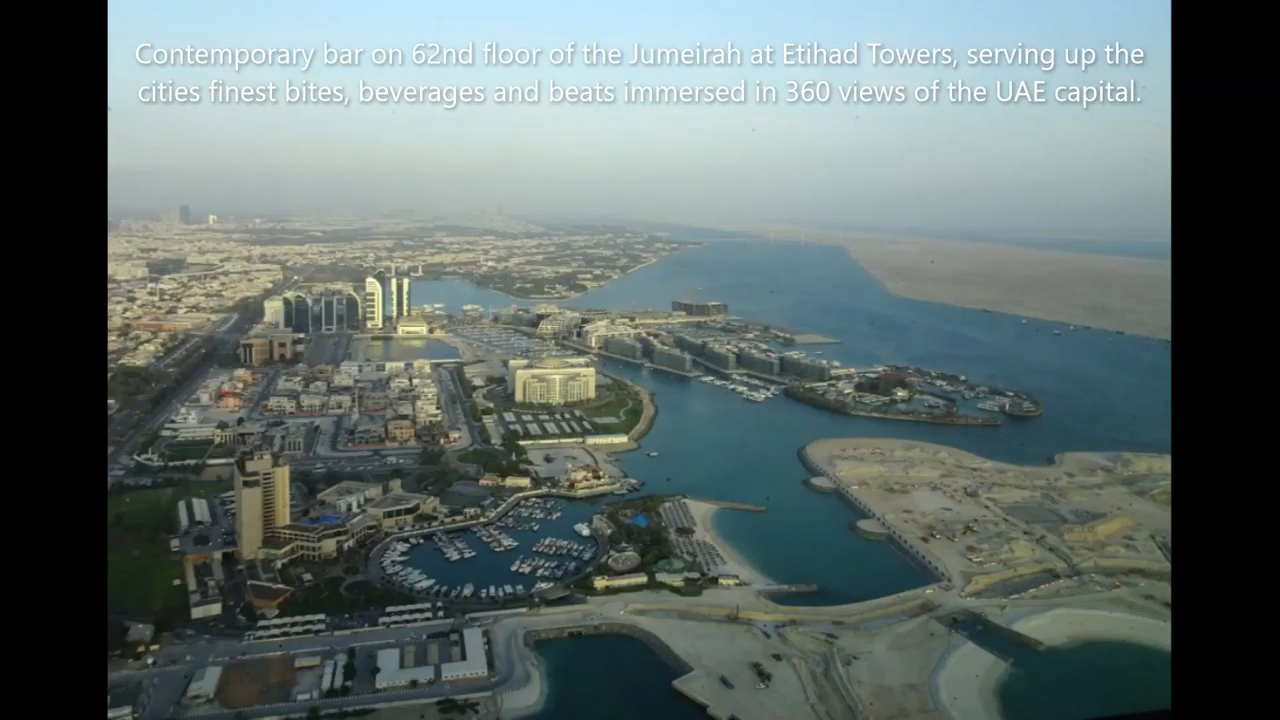 Contemporary bar on 62nd floor of the Jumeirah at Etihad Towers, serving up the
cities finest bites, beverages and beats immersed in 360 views of the UAE capital.